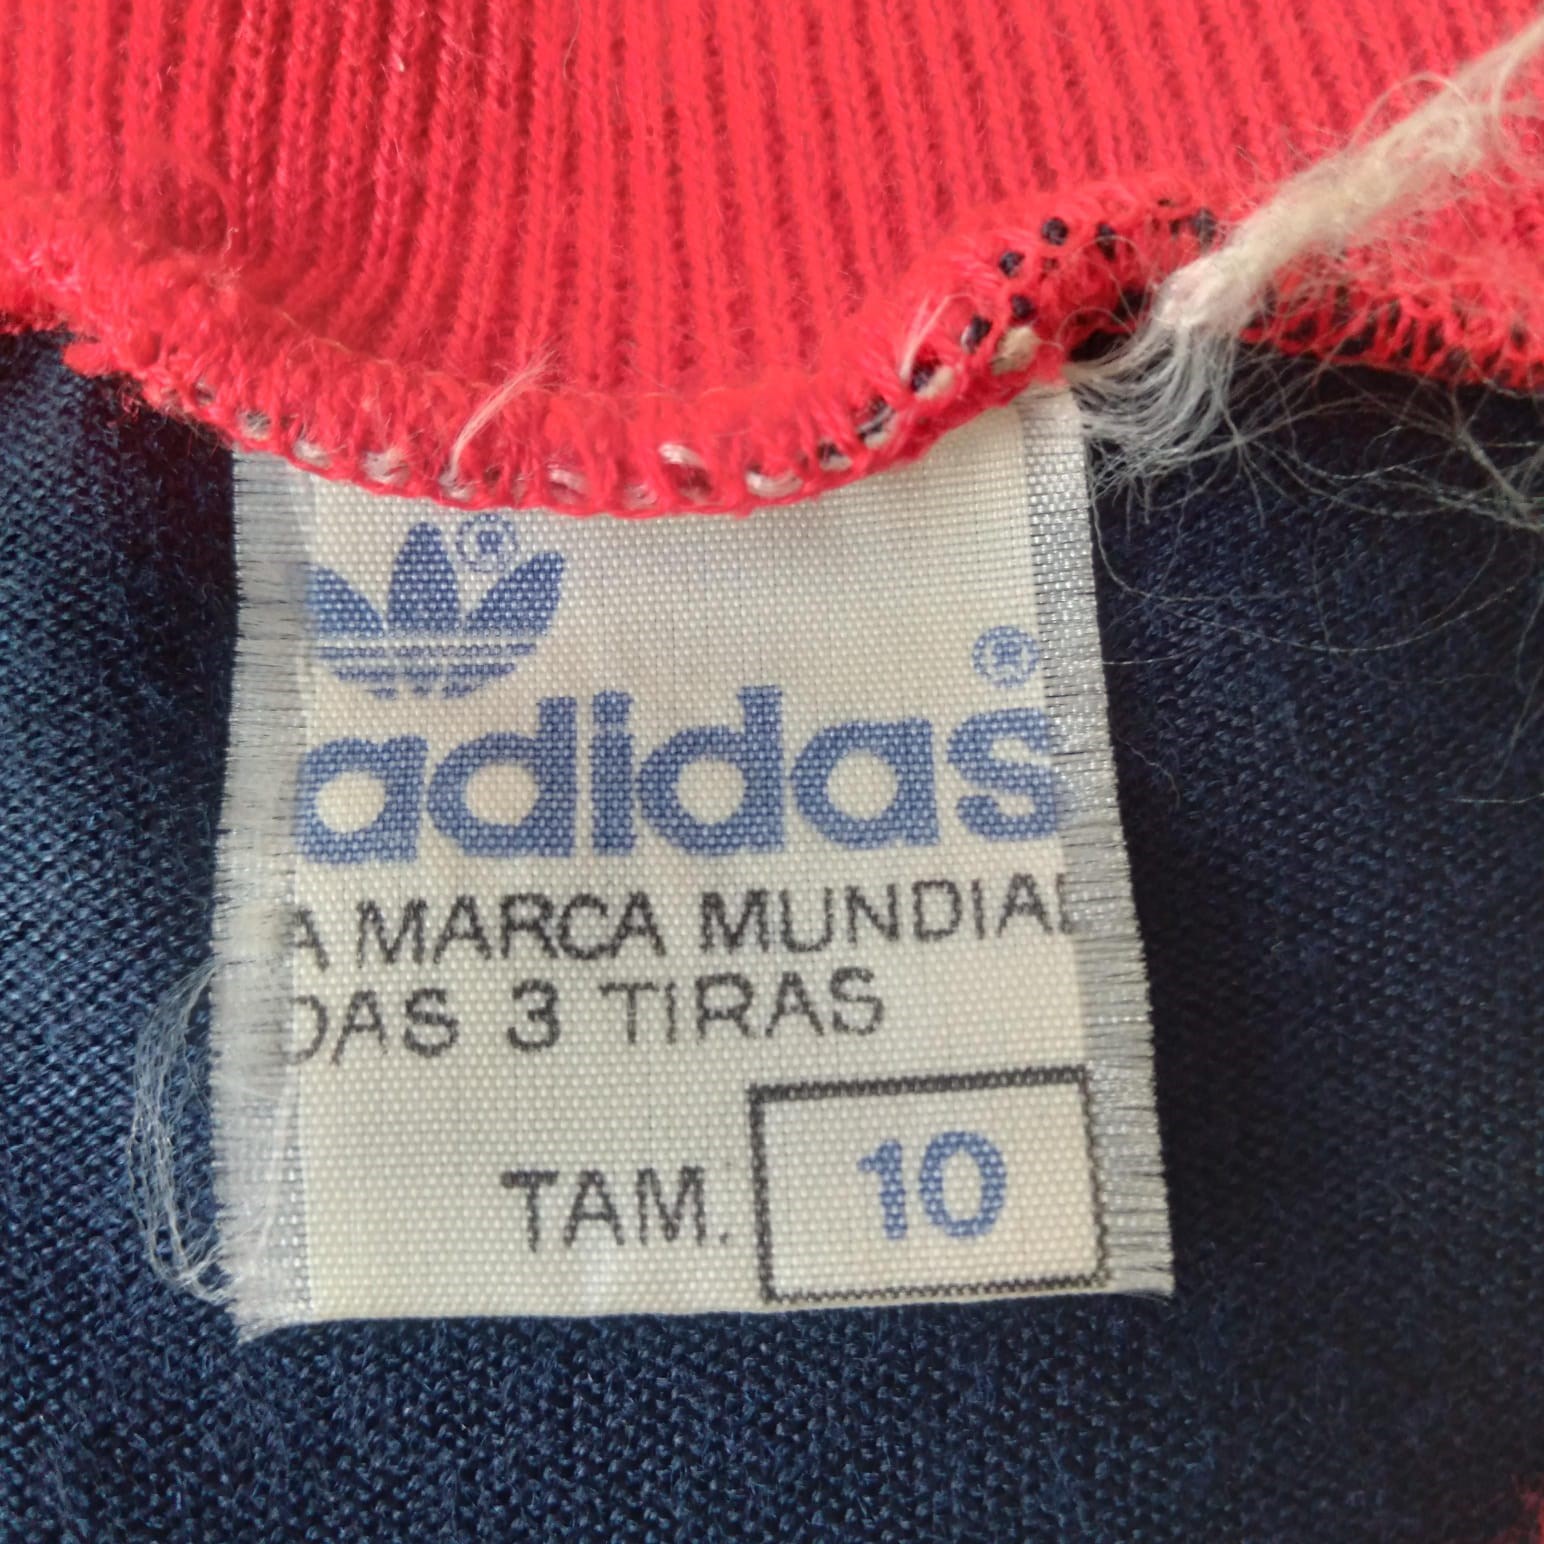 ®
®
adidas
A MARCA MUNDIAL
DAS 3 TIRAS
TAM. 10